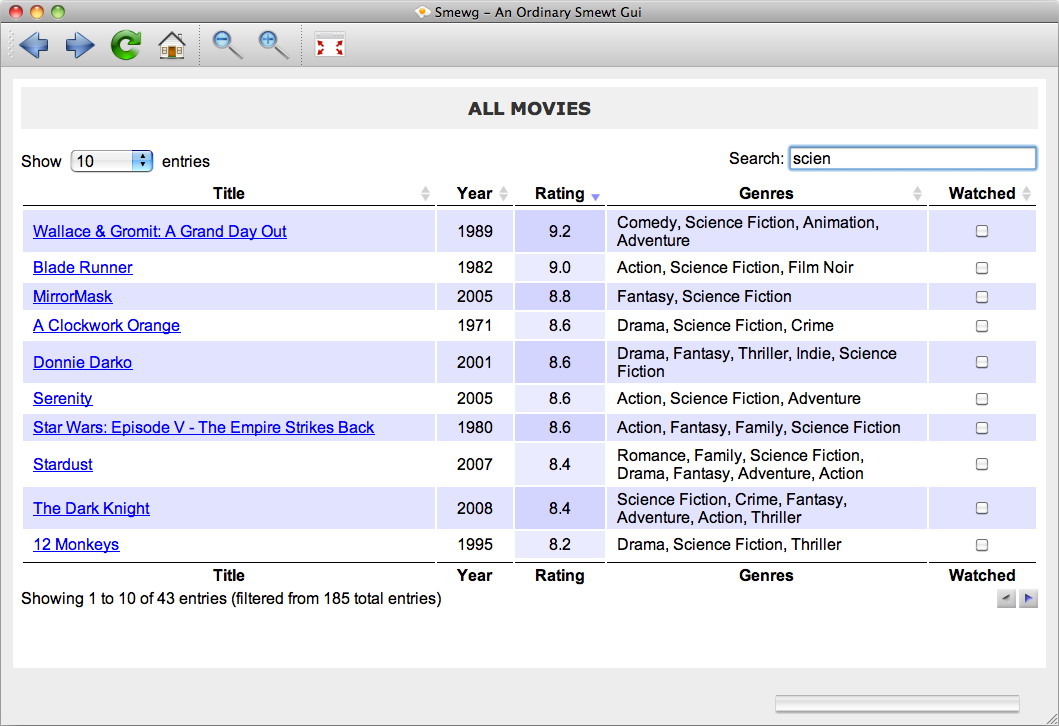 Smewg - An Ordinary Smewt Gui
ALL MOVIES
Show 10 entries Search: scien
Title Year Rating Genres Watched
Wallace & Gromit: A Grand Day Out 1989 9.2 Comedy, Science Fiction, Animation,
Adventure
Blade Runner 1982 9.0 Action, Science Fiction, Film Noir
MirrorMask 2005 8.8 Fantasy, Science Fiction
A Clockwork Orange 1971 8.6 Drama, Science Fiction, Crime
Donnie Darko 2001 8.6 Drama, Fantasy, Thriller, Indie, Science
Fiction
Serenity 2005 8.6 Action, Science Fiction, Adventure
Star Wars: Episode V - The Empire Strikes Back 1980 8.6 Action, Fantasy, Family, Science Fiction
Stardust 2007 8.4 Romance, Family, Science Fiction,
Drama, Fantasy, Adventure, Action
The Dark Knight 2008 8.4 Science Fiction, Crime, Fantasy,
Adventure, Action, Thriller
12 Monkeys 1995 8.2 Drama, Science Fiction, Thriller
Title Year Rating Genres Watched
Showing 1 to 10 of 43 entries (filtered from 185 total entries)